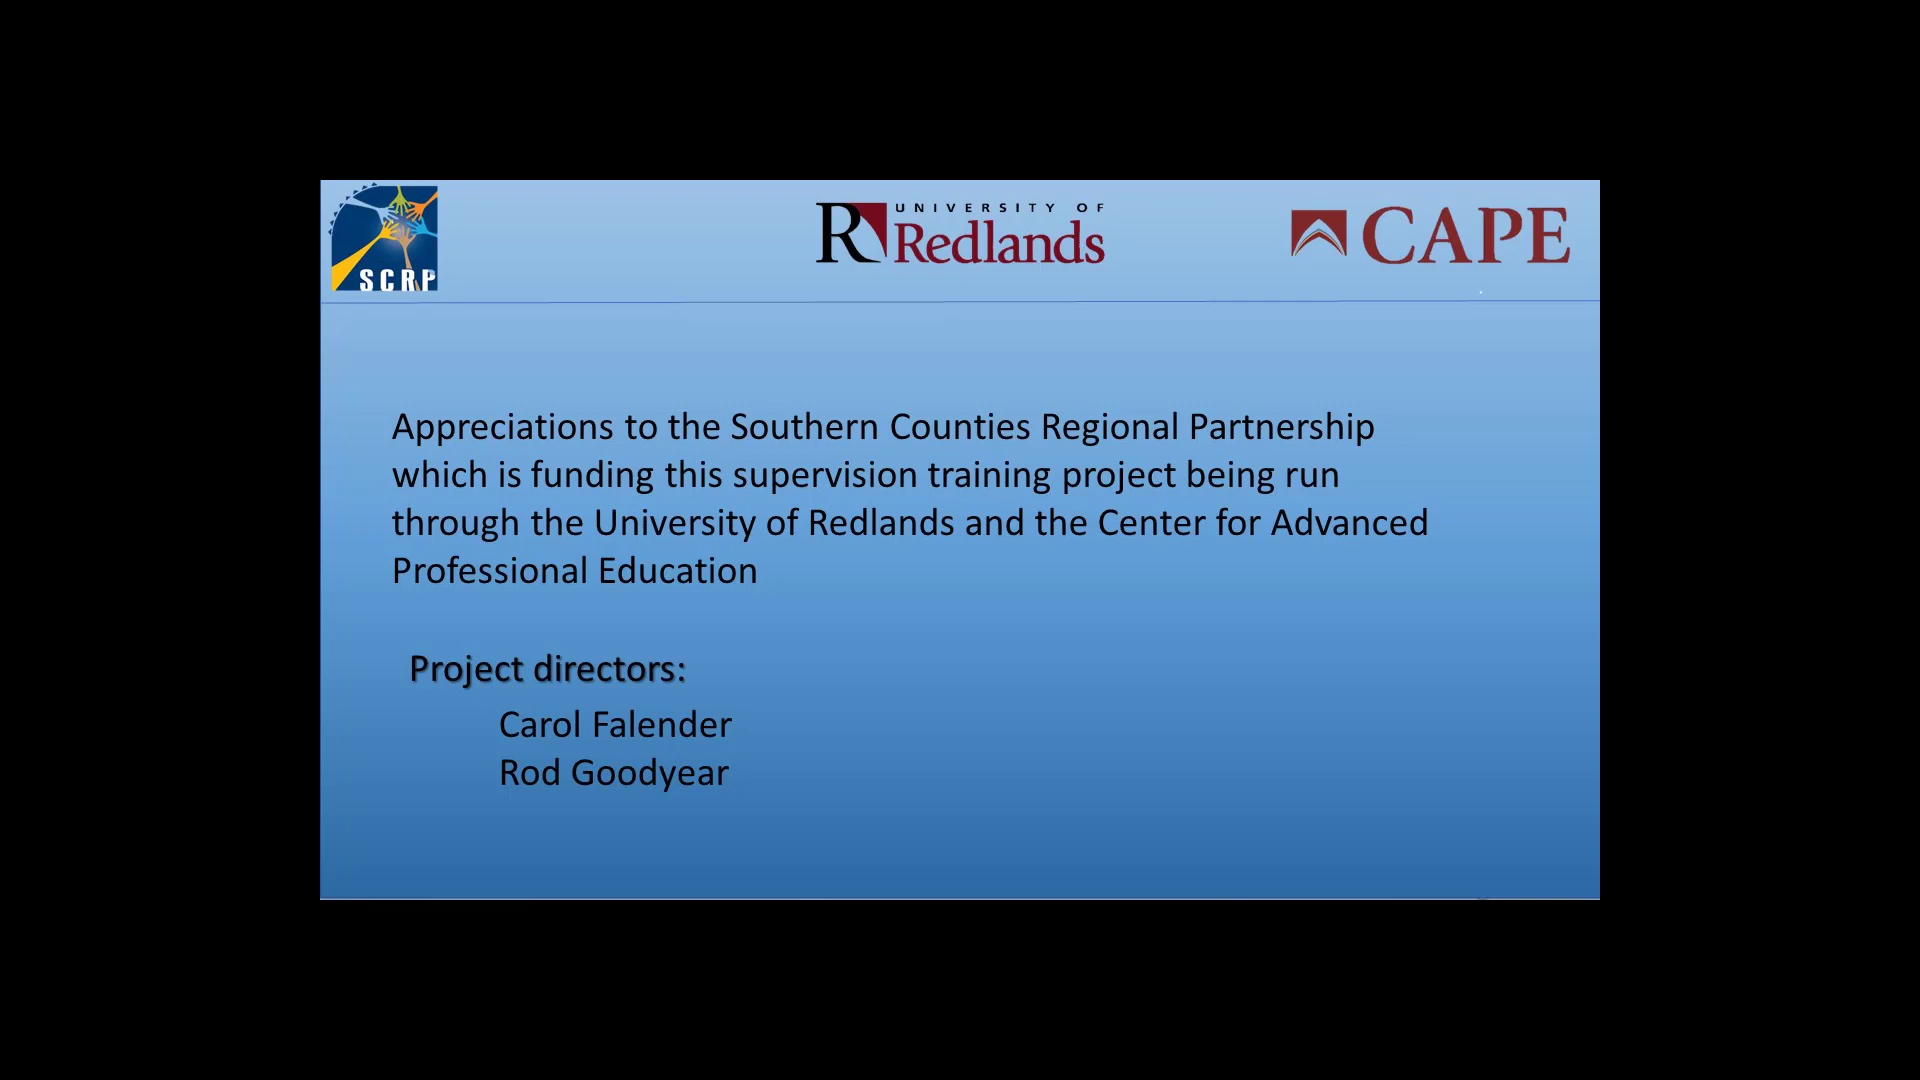 SCRP
UNIVERSITY OF
R Redlands
CAPE
Appreciations to the Southern Counties Regional Partnership
which is funding this supervision training project being run
through the University of Redlands and the Center for Advanced
Professional Education
Project directors:
Carol Falender
Rod Goodyear